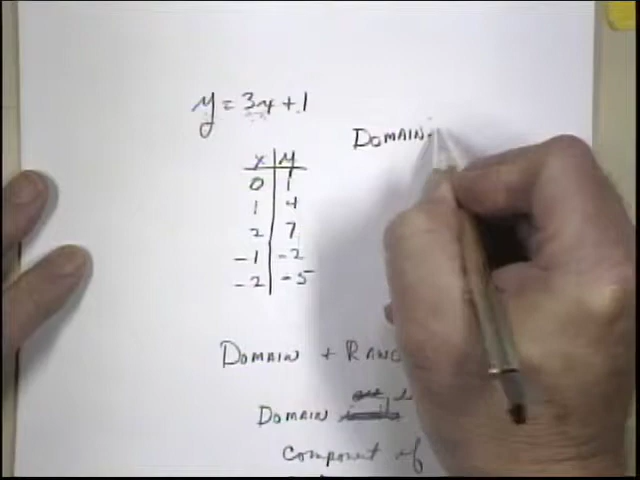 y = 3x + 1
DOMAIN
x y
0 1
1 4
2 7
-1 -2
-2 -5
DOMAIN + RANG
DOMAIN
component of